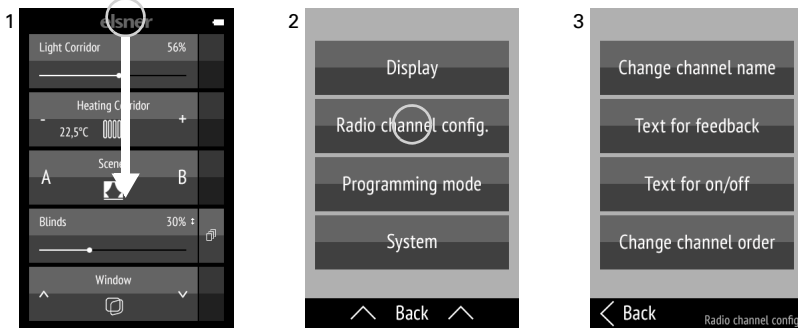 1
elsner
Light Corridor 56%
Heating Corridor
- 22,5°C +
Scene
A B
Blinds 30%
Window
2
Display
Radio channel config.
Programming mode
System
Back
3
Change channel name
Text for feedback
Text for on/off
Change channel order
Back Radio channel config